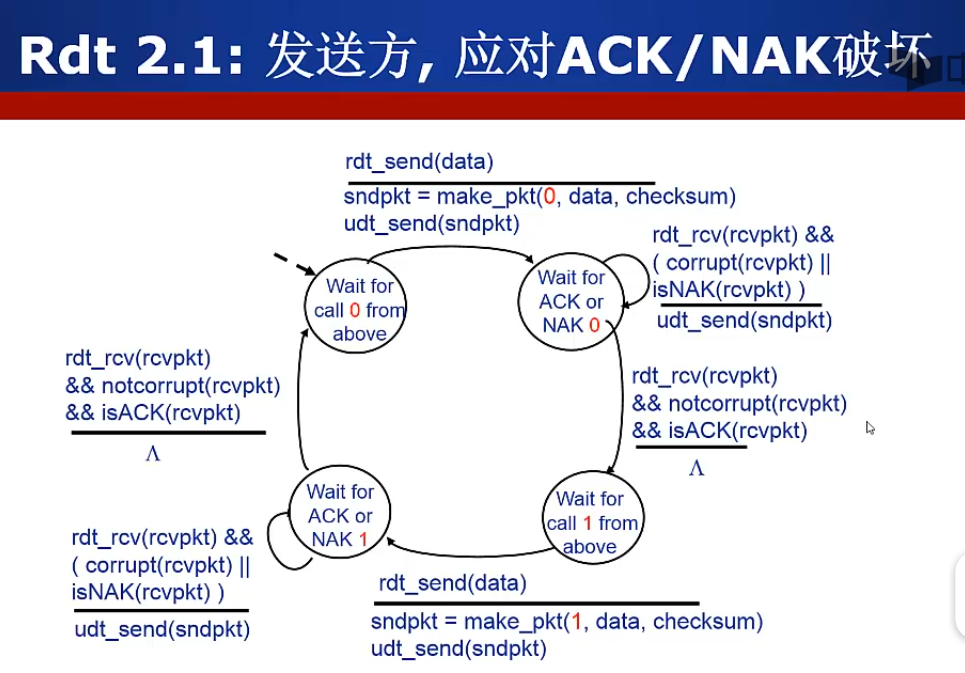 Rdt 2.1: 发送方, 应对ACK/NAK破坏
rdt_send(data)
sndpkt = make_pkt(0, data, checksum)
udt_send(sndpkt)
rdt_rcv(rcvpkt) &&
( corrupt(rcvpkt) ||
isNAK(rcvpkt) )
udt_send(sndpkt)
Wait for
call 0 from
above
Wait for
ACK or
NAK 0
rdt_rcv(rcvpkt)
&& notcorrupt(rcvpkt)
&& isACK(rcvpkt)
Λ
rdt_rcv(rcvpkt)
&& notcorrupt(rcvpkt)
&& isACK(rcvpkt)
Λ
Wait for
ACK or
NAK 1
Wait for
call 1 from
above
rdt_rcv(rcvpkt) &&
( corrupt(rcvpkt) ||
isNAK(rcvpkt) )
udt_send(sndpkt)
rdt_send(data)
sndpkt = make_pkt(1, data, checksum)
udt_send(sndpkt)